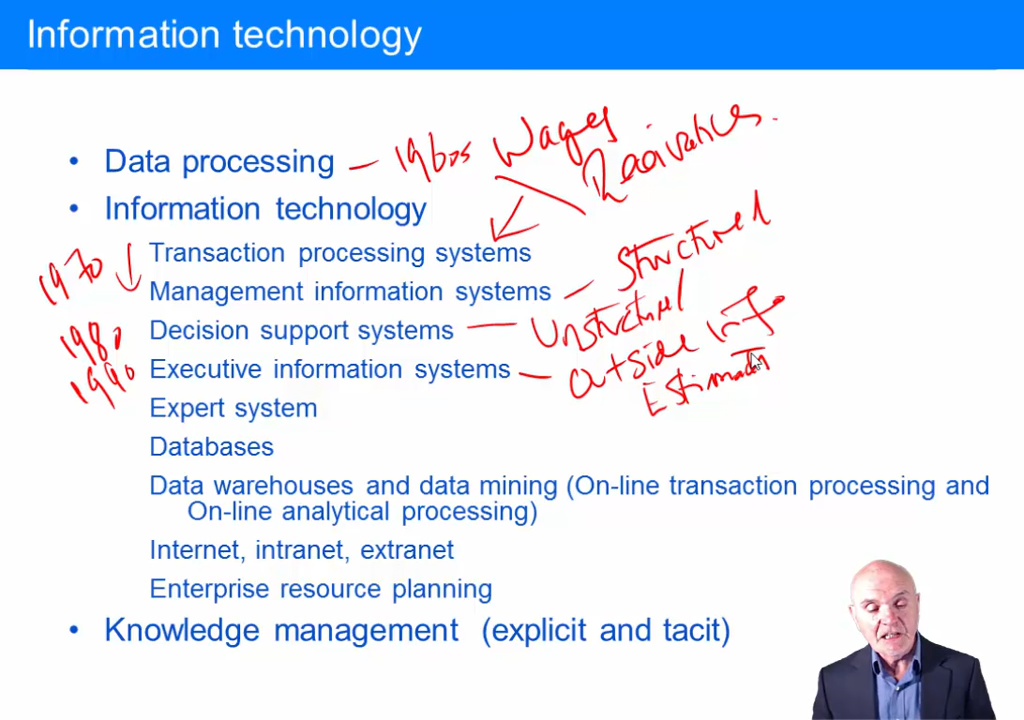 Information technology
• Data processing – 1960s Wages
Receivables.
• Information technology
Transaction processing systems
1970
Management information systems – Structured
1980 Decision support systems – Unstructured
1990 Executive information systems – Outside Info
Estimate
Expert system
Databases
Data warehouses and data mining (On-line transaction processing and
On-line analytical processing)
Internet, intranet, extranet
Enterprise resource planning
• Knowledge management (explicit and tacit)